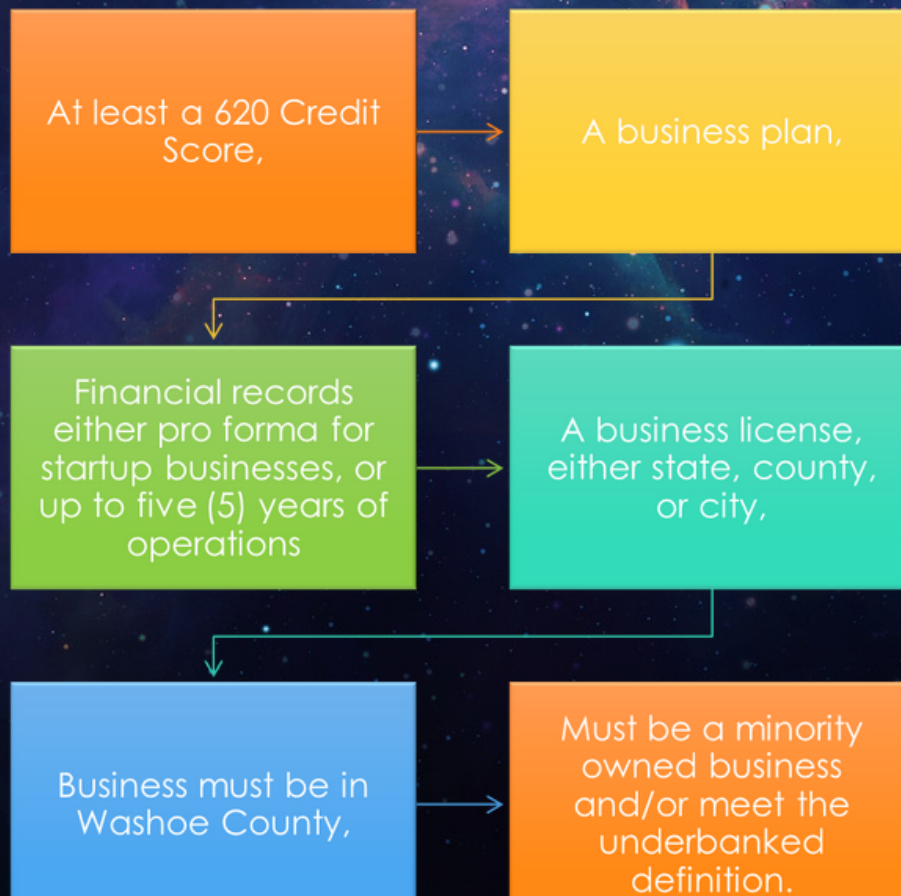 At least a 620 Credit
Score,
A business plan,
Financial records
either pro forma for
startup businesses, or
up to five (5) years of
operations
A business license,
either state, county,
or city,
Business must be in
Washoe County,
Must be a minority
owned business
and/or meet the
underbanked
definition.